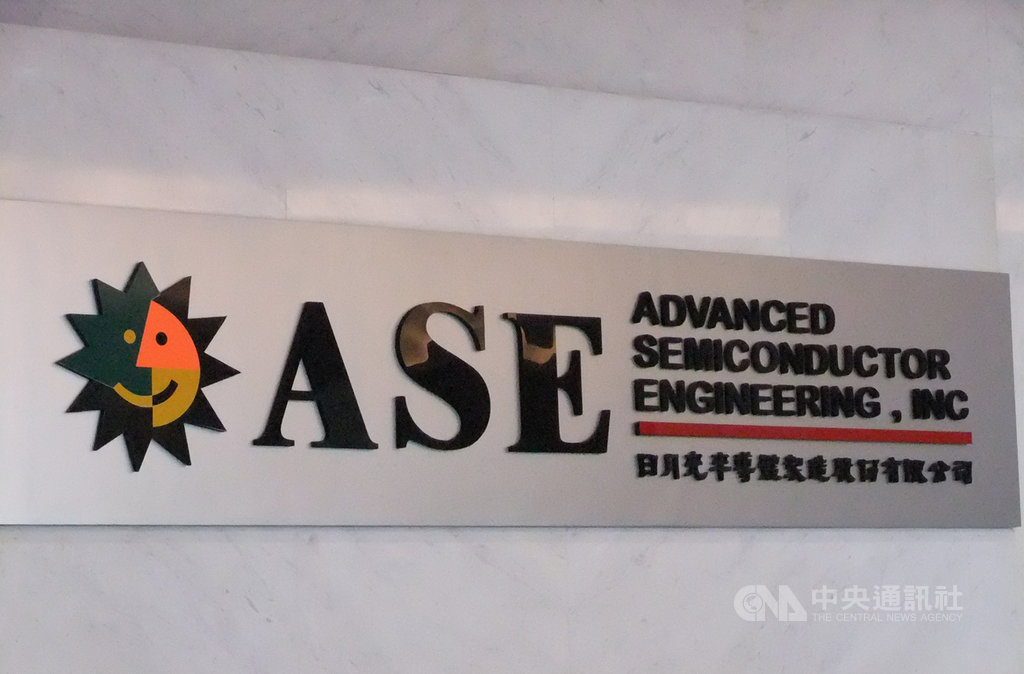 ASE
ADVANCED
SEMICONDUCTOR
ENGINEERING , INC
日月光半導體製造股份有限公司
CNA 中央通訊社
THE CENTRAL NEWS AGENCY